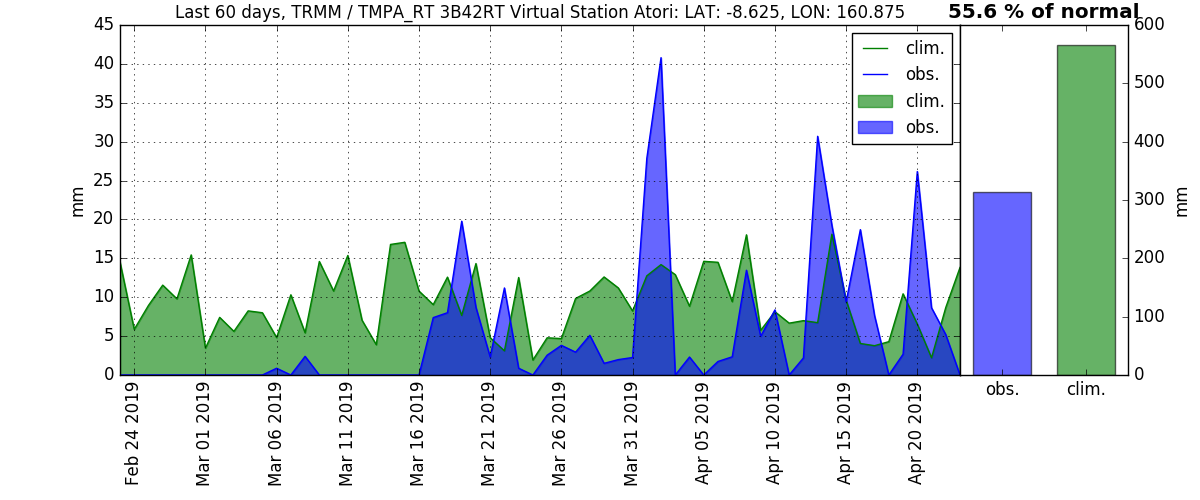 Last 60 days, TRMM / TMPA_RT 3B42RT Virtual Station Atori: LAT: -8.625, LON: 160.875
55.6 % of normal
45
40
35
30
25
20
15
10
5
0
mm
clim.
obs.
clim.
obs.
600
500
400
300
200
100
0
mm
Feb 24 2019
Mar 01 2019
Mar 06 2019
Mar 11 2019
Mar 16 2019
Mar 21 2019
Mar 26 2019
Mar 31 2019
Apr 05 2019
Apr 10 2019
Apr 15 2019
Apr 20 2019
obs.
clim.